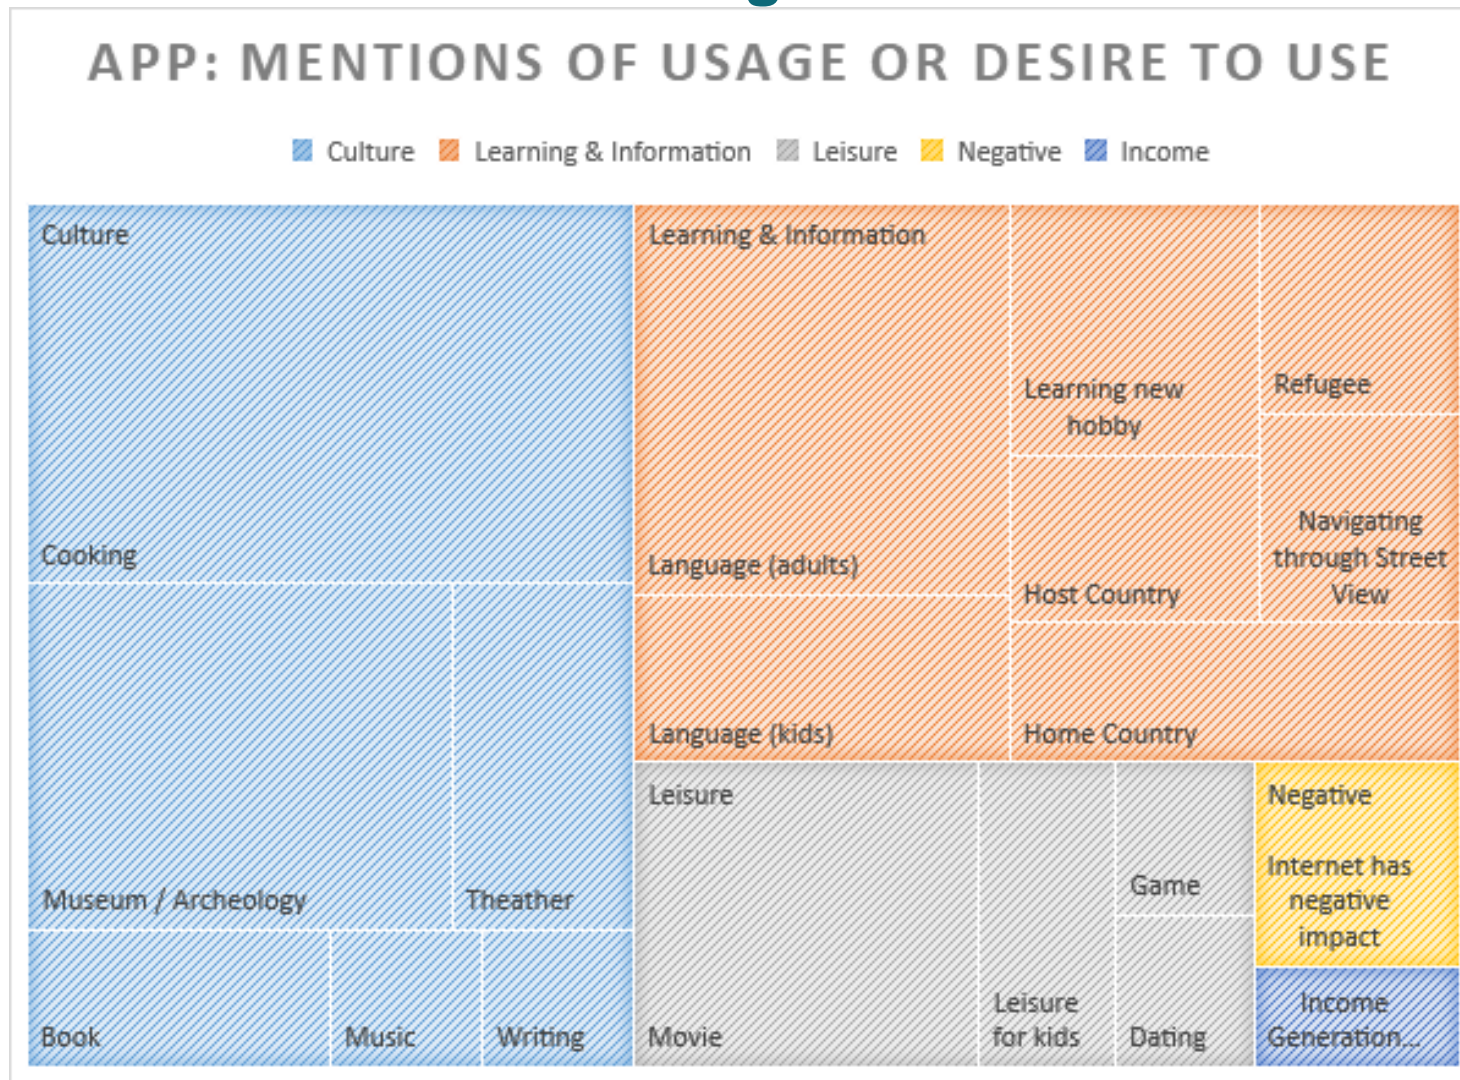 APP: MENTIONS OF USAGE OR DESIRE TO USE
Culture
Learning & Information
Leisure
Negative
Income
Culture
Cooking
Museum / Archeology
Theather
Book
Music
Writing
Learning & Information
Language (adults)
Language (kids)
Learning new
hobby
Host Country
Refugee
Navigating
through Street
View
Home Country
Leisure
Movie
Leisure
for kids
Game
Dating
Negative
Internet has
negative
impact
Income
Generation...